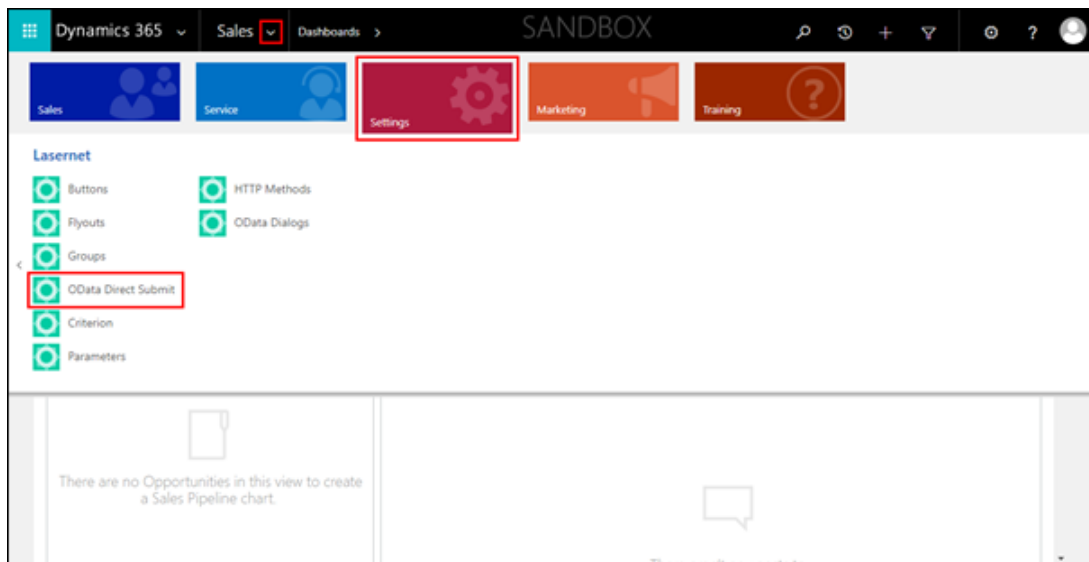 Dynamics 365 Sales Dashboards > SANDBOX ?
Sales Service Settings Marketing Training
Lasernet
Buttons HTTP Methods
Flyouts OData Dialogs
Groups
OData Direct Submit
Criterion
Parameters
There are no Opportunities in this view to create
a Sales Pipeline chart.